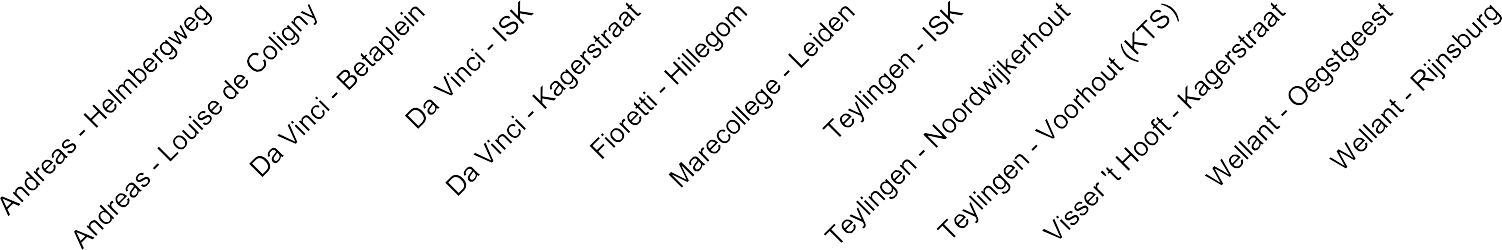 Andreas - Helmbergweg
Andreas - Louise de Coligny
Da Vinci - Betaplein
Da Vinci - ISK
Da Vinci - Kagerstraat
Fioretti - Hillegom
Marecollege - Leiden
Teylingen - ISK
Teylingen - Noordwijkerhout
Teylingen - Voorhout (KTS)
Visser 't Hooft - Kagerstraat
Wellant - Oegstgeest
Wellant - Rijnsburg